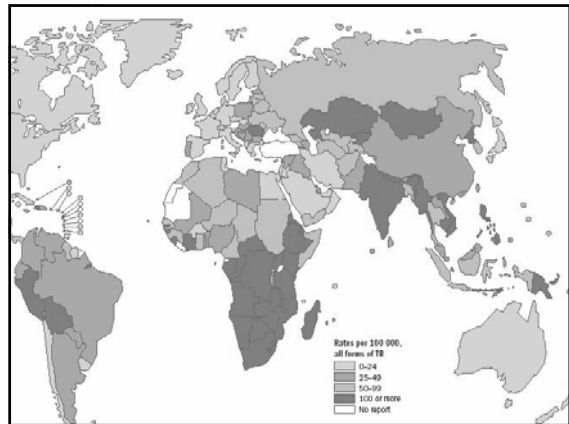 Rates per 100 000,
all forms of TB
0-24
25-49
50-99
100 or more
No report